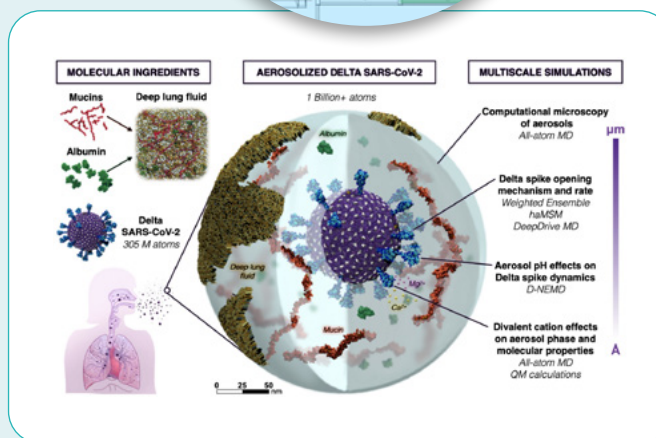 MOLECULAR INGREDIENTS
Mucins
Deep lung fluid
Albumin
Delta
SARS-CoV-2
305 M atoms
AEROSOLIZED DELTA SARS-CoV-2
1 Billion+ atoms
Albumin
Deep lung
fluid
Mg²⁺
Ca²⁺
Mucin
0 10 25 50
nm
MULTISCALE SIMULATIONS
Computational microscopy
of aerosols
All-atom MD
Delta spike opening
mechanism and rate
Weighted Ensemble
haMSM
DeepDrive MD
Aerosol pH effects on
Delta spike dynamics
D-NEMD
Divalent cation effects
on aerosol phase and
molecular properties
All-atom MD
QM calculations
μm
Å